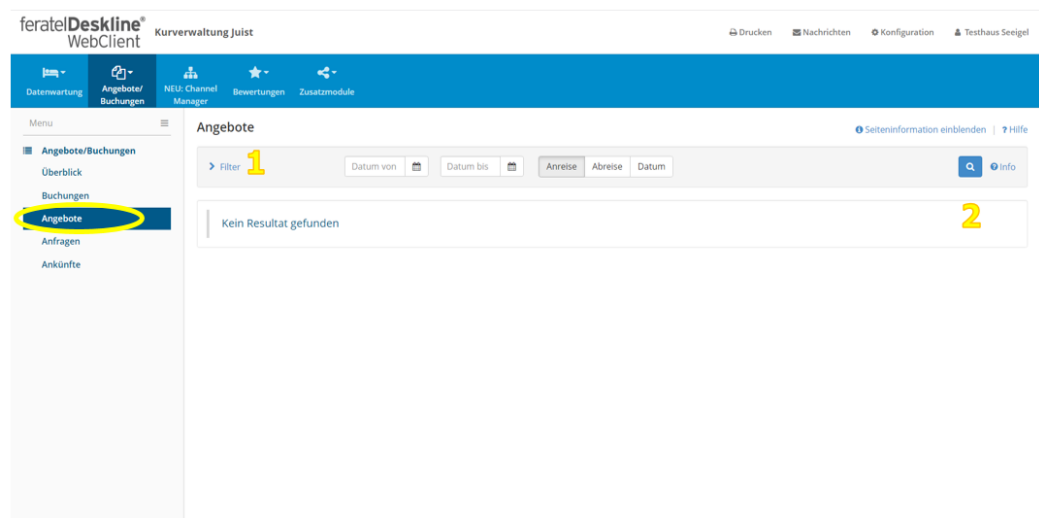 feratelDeskline®
WebClient
Kurverwaltung Juist
Drucken
Nachrichten
Konfiguration
Testhaus Seeigel
Datenwartung
Angebote/
Buchungen
NEU: Channel
Manager
Bewertungen
Zusatzmodule
Menu
Angebote/Buchungen
Überblick
Buchungen
Angebote
Anfragen
Ankünfte
Angebote
Seiteninformation einblenden | ? Hilfe
Filter 1
Datum von
Datum bis
Anreise Abreise Datum
Info
Kein Resultat gefunden
2